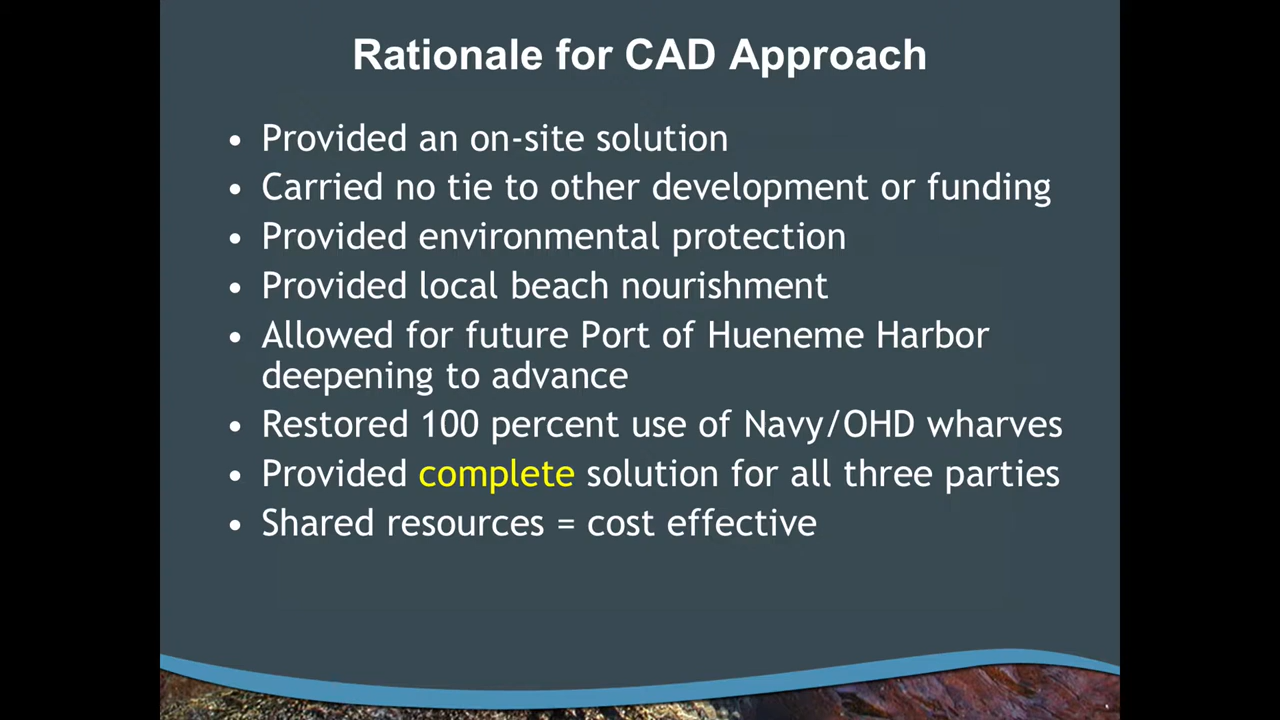 Rationale for CAD Approach
• Provided an on-site solution
• Carried no tie to other development or funding
• Provided environmental protection
• Provided local beach nourishment
• Allowed for future Port of Hueneme Harbor
deepening to advance
• Restored 100 percent use of Navy/OHD wharves
• Provided complete solution for all three parties
• Shared resources = cost effective